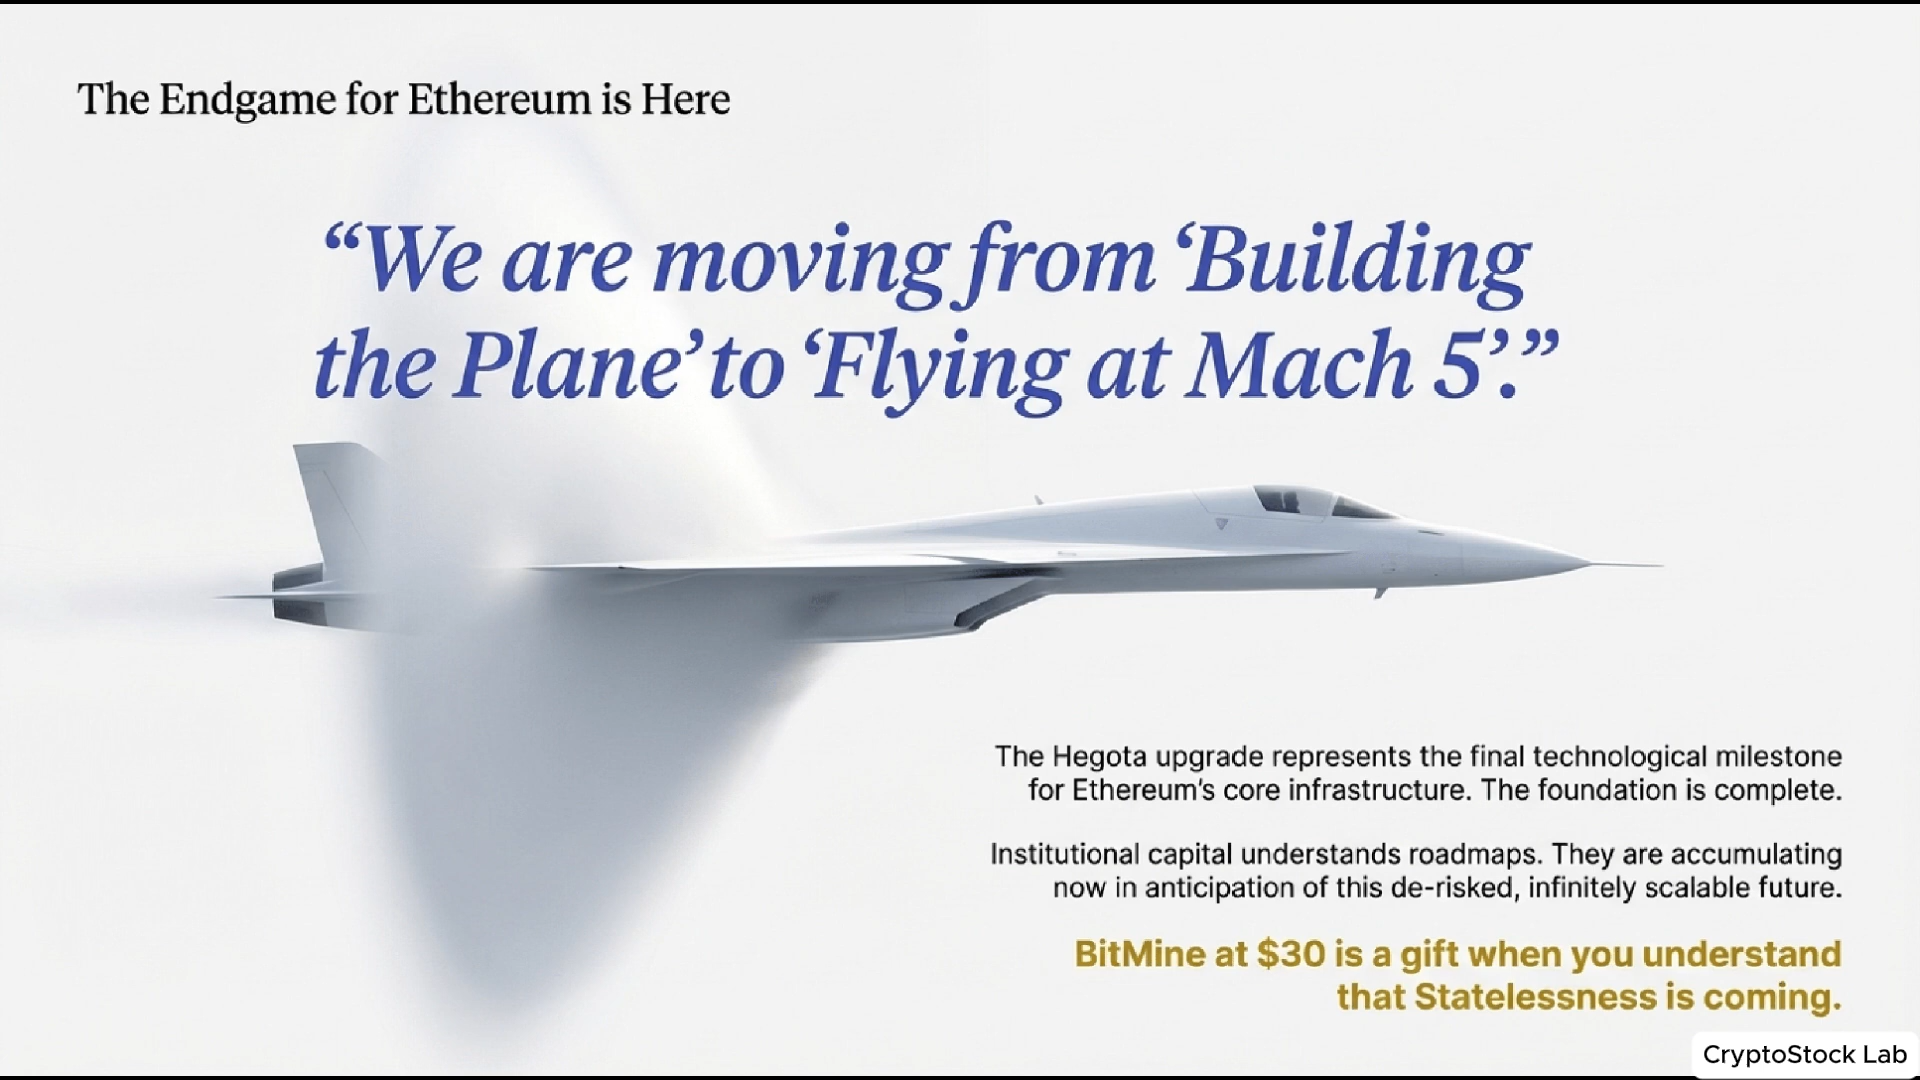 The Endgame for Ethereum is Here
“We are moving from ‘Building
the Plane’ to ‘Flying at Mach 5’.”
The Hegota upgrade represents the final technological milestone
for Ethereum’s core infrastructure. The foundation is complete.
Institutional capital understands roadmaps. They are accumulating
now in anticipation of this de-risked, infinitely scalable future.
BitMine at $30 is a gift when you understand
that Statelessness is coming.
CryptoStock Lab